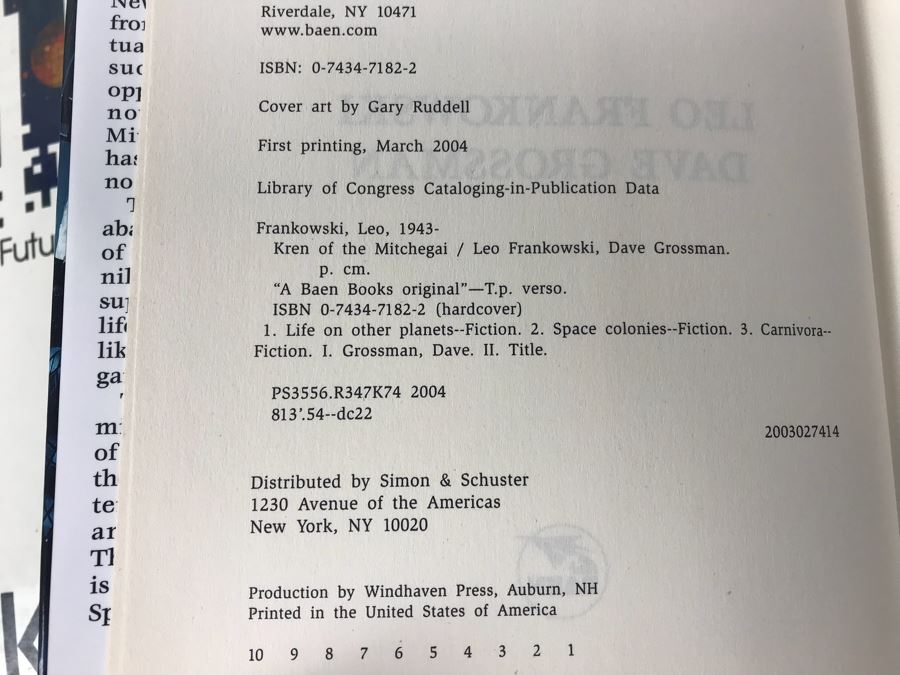 Riverdale, NY 10471
www.baen.com
ISBN: 0-7434-7182-2
Cover art by Gary Ruddell
First printing, March 2004
Library of Congress Cataloging-in-Publication Data
Frankowski, Leo, 1943-
Kren of the Mitchegai / Leo Frankowski, Dave Grossman.
p. cm.
“A Baen Books original”—T.p. verso.
ISBN 0-7434-7182-2 (hardcover)
1. Life on other planets--Fiction. 2. Space colonies--Fiction. 3. Carnivora--
Fiction. I. Grossman, Dave. II. Title.
PS3556.R347K74 2004
813'.54--dc22
2003027414
Distributed by Simon & Schuster
1230 Avenue of the Americas
New York, NY 10020
Production by Windhaven Press, Auburn, NH
Printed in the United States of America
10 9 8 7 6 5 4 3 2 1
LEO FRANKOWSKI
DAVE GROSSMAN